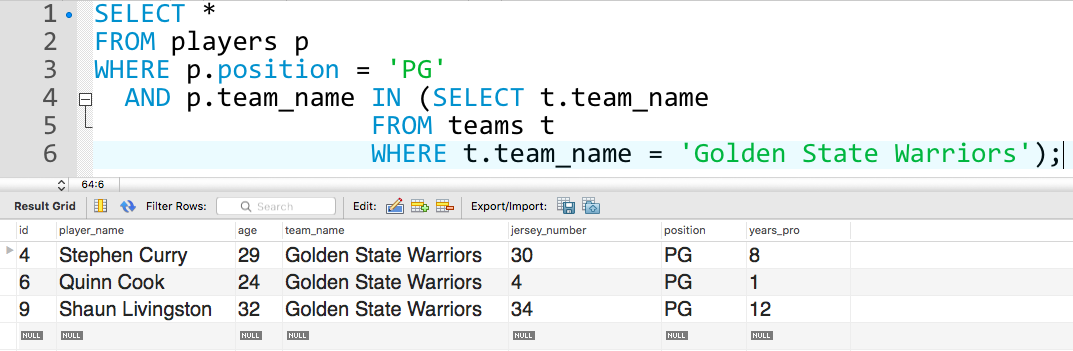 1 SELECT *
2 FROM players p
3 WHERE p.position = 'PG'
4 AND p.team_name IN (SELECT t.team_name
5 FROM teams t
6 WHERE t.team_name = 'Golden State Warriors');
64:6
Result Grid Filter Rows: Search Edit: Export/Import:
id player_name age team_name jersey_number position years_pro
4 Stephen Curry 29 Golden State Warriors 30 PG 8
6 Quinn Cook 24 Golden State Warriors 4 PG 1
9 Shaun Livingston 32 Golden State Warriors 34 PG 12
NULL NULL NULL NULL NULL NULL NULL